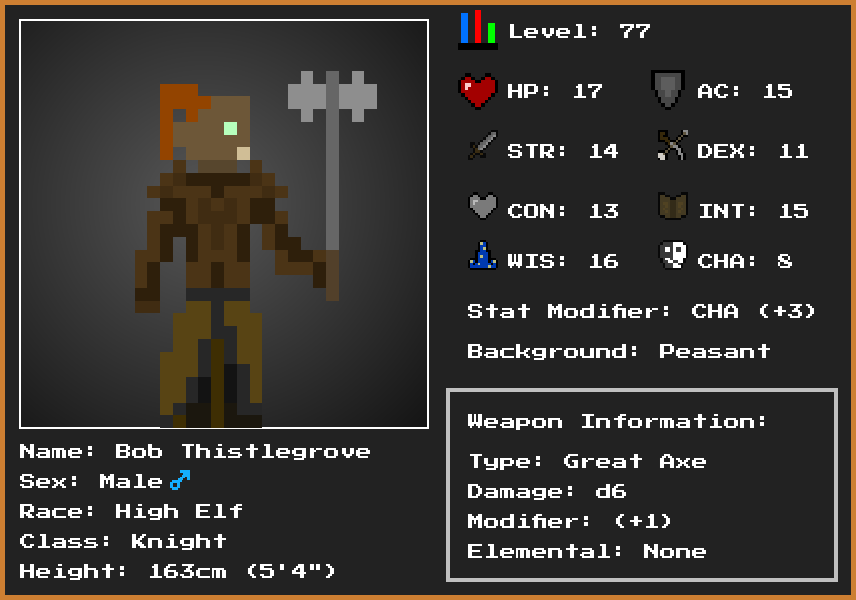 Level: 77
HP: 17 AC: 15
STR: 14 DEX: 11
CON: 13 INT: 15
WIS: 16 CHA: 8
Stat Modifier: CHA (+3)
Background: Peasant
Weapon Information:
Type: Great Axe
Damage: d6
Modifier: (+1)
Elemental: None
Name: Bob Thistlegrove
Sex: Male ♂
Race: High Elf
Class: Knight
Height: 163cm (5'4")